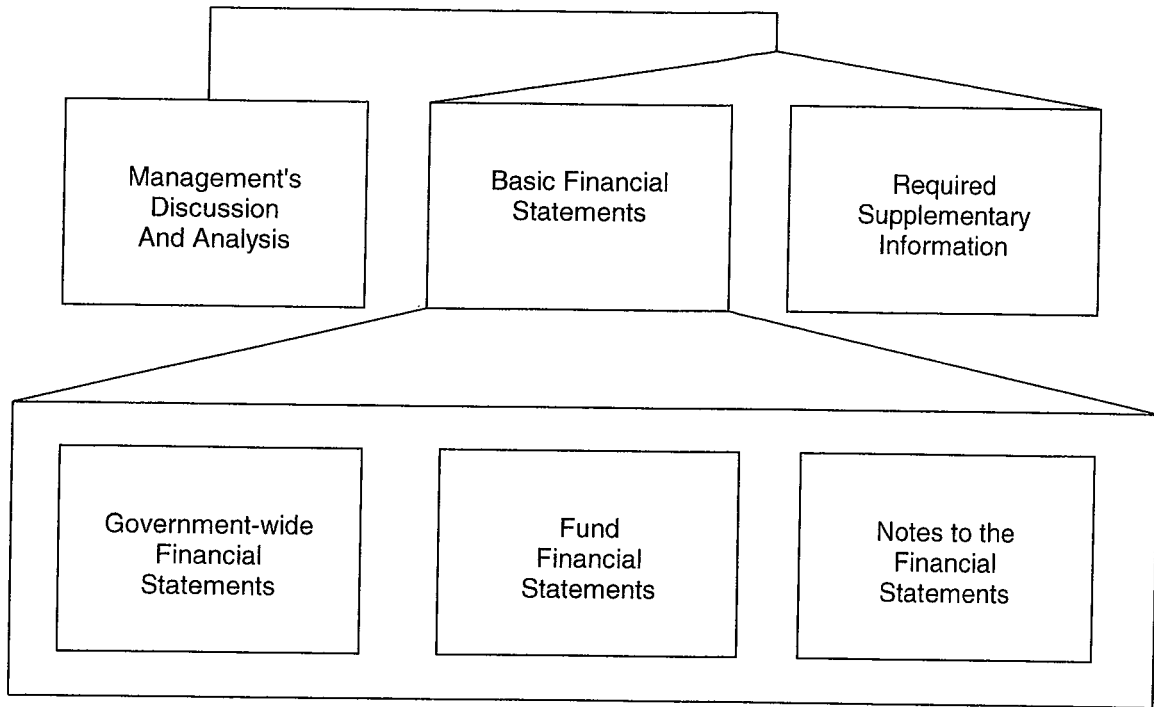 Management's
Discussion
And Analysis
Basic Financial
Statements
Required
Supplementary
Information
Government-wide
Financial
Statements
Fund
Financial
Statements
Notes to the
Financial
Statements